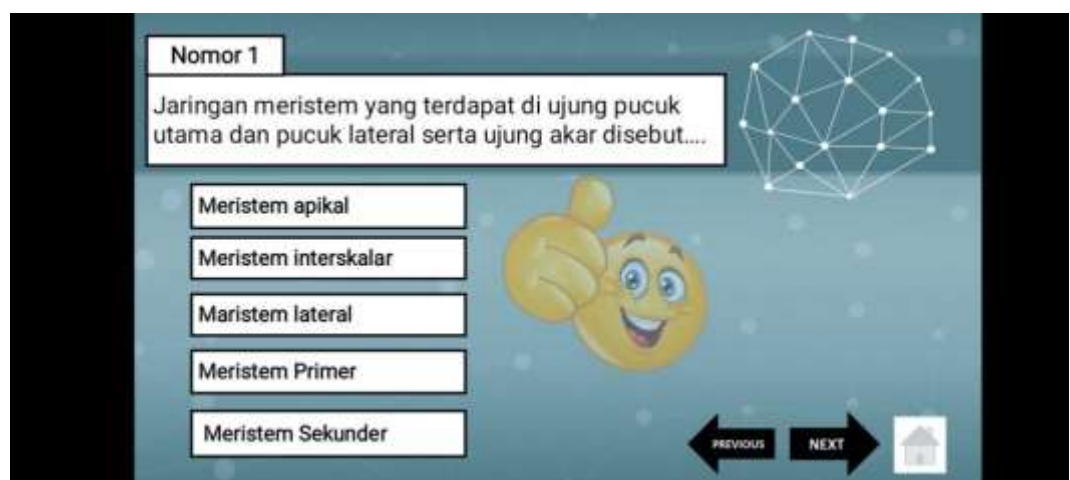 Nomor 1
Jaringan meristem yang terdapat di ujung pucuk
utama dan pucuk lateral serta ujung akar disebut....
Meristem apikal
Meristem interskalar
Maristem lateral
Meristem Primer
Meristem Sekunder
PREVIOUS
NEXT